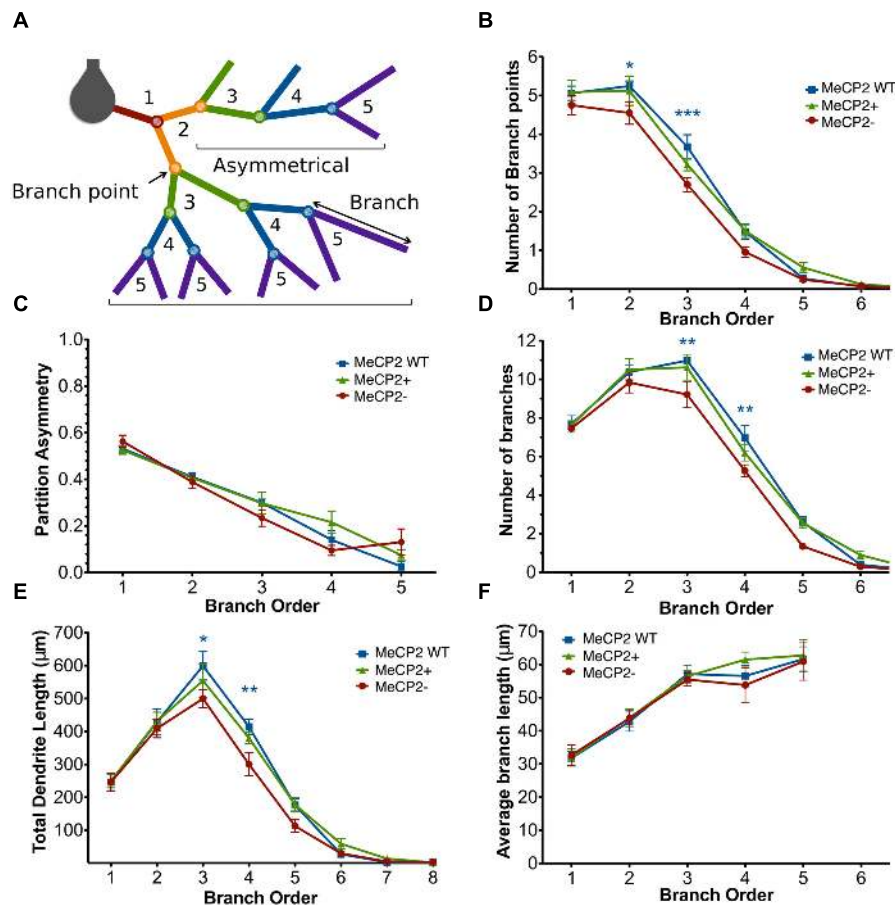 A
1
2
3
4
5
Asymmetrical
Branch point
Branch
3
4
5
4
5
5
5
B
Number of Branch points
6
5
4
3
2
1
0
*
***
MeCP2 WT
MeCP2+
MeCP2-
1 2 3 4 5 6
Branch Order
C
Partition Asymmetry
1.0
0.8
0.6
0.4
0.2
0.0
MeCP2 WT
MeCP2+
MeCP2-
1 2 3 4 5
Branch Order
D
Number of branches
12
10
8
6
4
2
0
**
**
MeCP2 WT
MeCP2+
MeCP2-
1 2 3 4 5 6
Branch Order
E
Total Dendrite Length (μm)
700
600
500
400
300
200
100
*
**
MeCP2 WT
MeCP2+
MeCP2-
1 2 3 4 5 6 7 8
Branch Order
F
Average branch length (μm)
70
60
50
40
30
20
10
0
MeCP2 WT
MeCP2+
MeCP2-
1 2 3 4 5 6
Branch Order